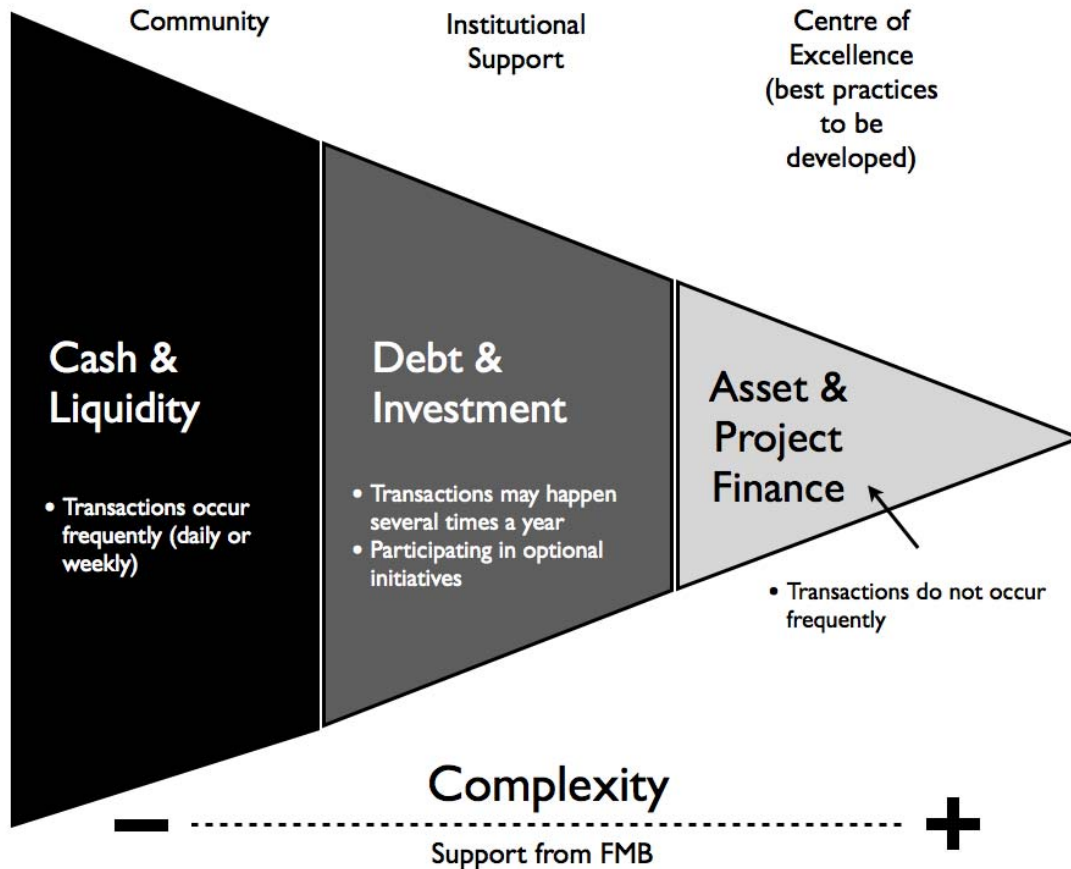 Community
Institutional
Support
Centre of
Excellence
(best practices
to be
developed)
Cash &
Liquidity
• Transactions occur
frequently (daily or
weekly)
Debt &
Investment
• Transactions may happen
several times a year
• Participating in optional
initiatives
Asset &
Project
Finance
• Transactions do not occur
frequently
Complexity
− +
Support from FMB